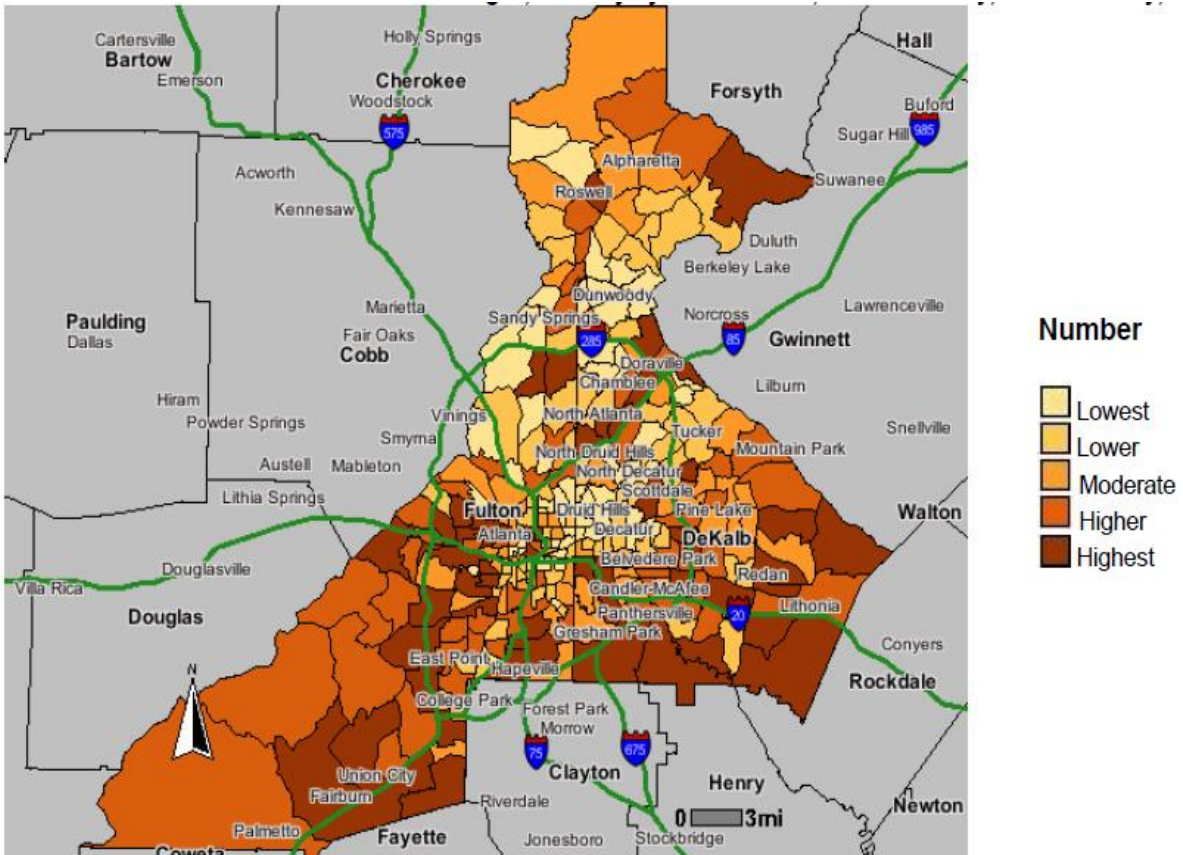 Cartersville
Bartow
Emerson
Holly Springs
Cherokee
Woodstock
575
Hall
Forsyth
Buford
Sugar Hill
985
Acworth
Kennesaw
Alpharetta
Roswell
Suwanee
Duluth
Berkeley Lake
Marietta
Fair Oaks
Cobb
Dunwoody
Sandy Springs
285
Norcross
85
Lawrenceville
Gwinnett
Paulding
Dallas
Doraville
Chamblee
Lilburn
Hiram
Powder Springs
Vinings
Smyrna
North Atlanta
Tucker
Mountain Park
Snellville
Austell
Mableton
Lithia Springs
North Druid Hills
North Decatur
Scottdale
Fulton
Druid Hills
Pine Lake
Atlanta
Decatur
DeKalb
Walton
Belvedere Park
Redan
Douglasville
Villa Rica
Candler-McAfee
Panthersville
20
Lithonia
Douglas
Gresham Park
Conyers
N
East Point
Hapeville
Rockdale
College Park
Forest Park
Morrow
75
675
Clayton
Henry
Union City
Fairburn
Riverdale
0 3mi
Newton
Palmetto
Fayette
Jonesboro
Stockbridge
Coweta
Number
Lowest
Lower
Moderate
Higher
Highest